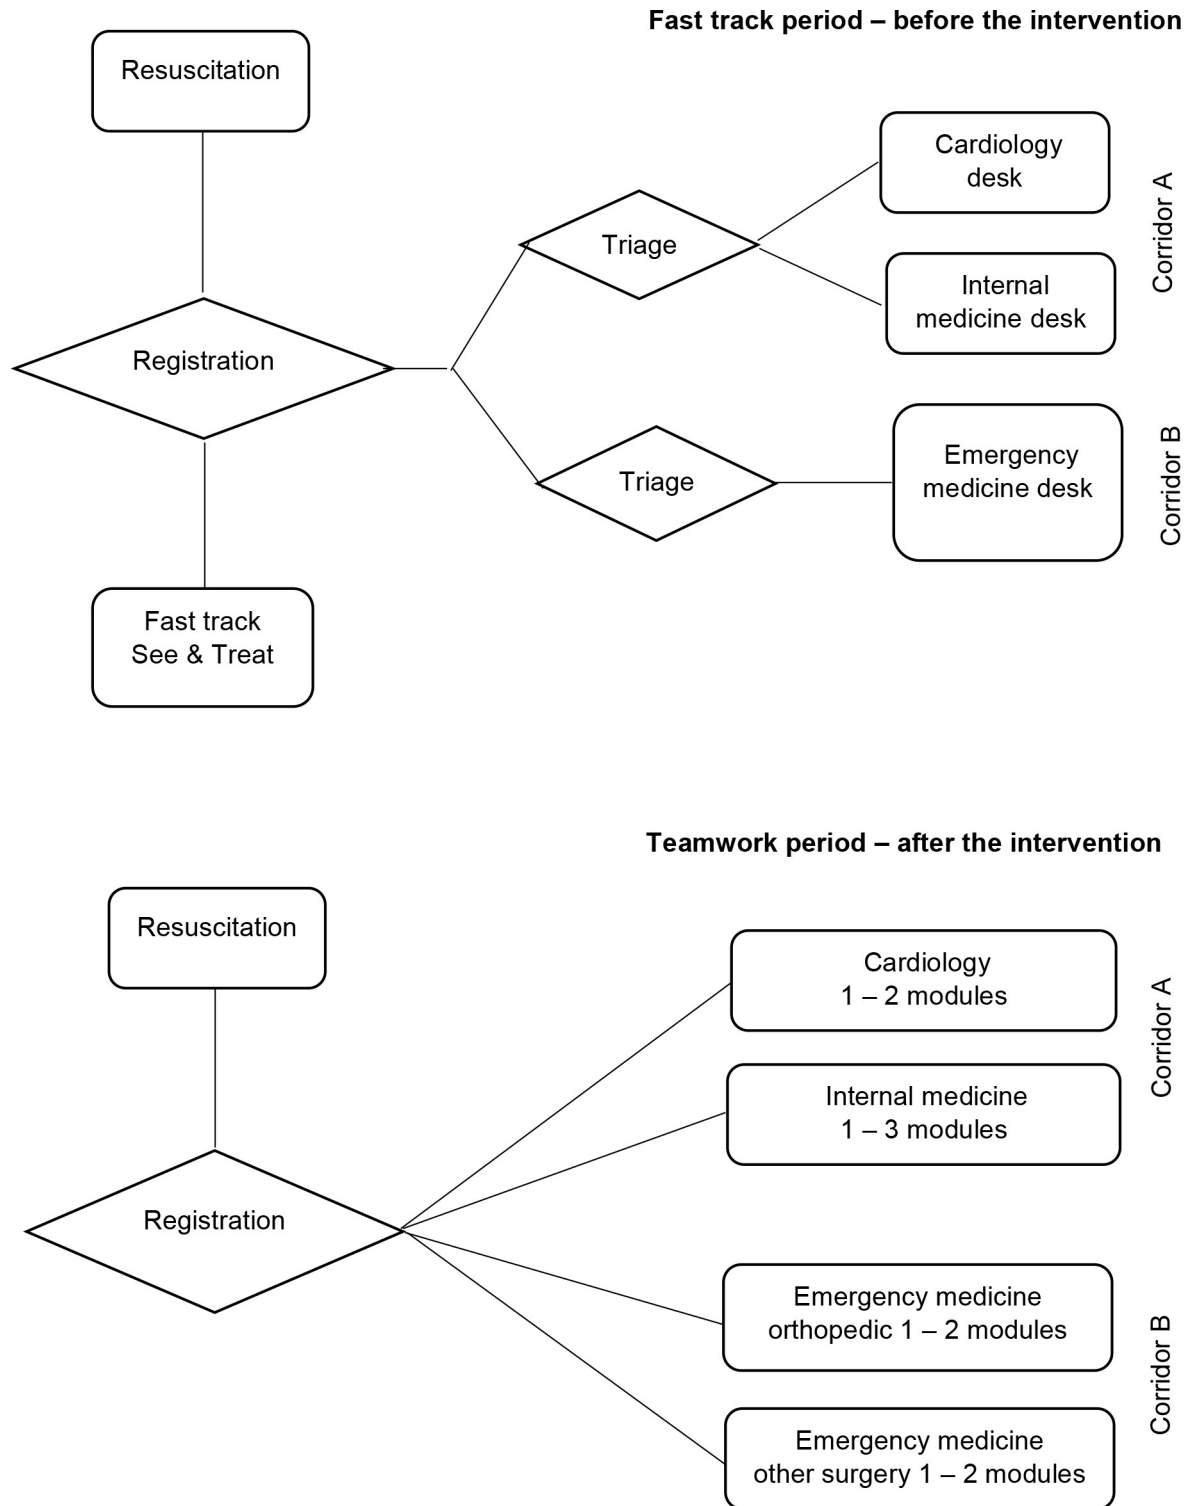 Fast track period – before the intervention
Resuscitation
Cardiology
desk
Triage
Internal
medicine desk
Corridor A
Registration
Triage
Emergency
medicine desk
Corridor B
Fast track
See & Treat
Teamwork period – after the intervention
Resuscitation
Cardiology
1 – 2 modules
Internal medicine
1 – 3 modules
Corridor A
Registration
Emergency medicine
orthopedic 1 – 2 modules
Emergency medicine
other surgery 1 – 2 modules
Corridor B